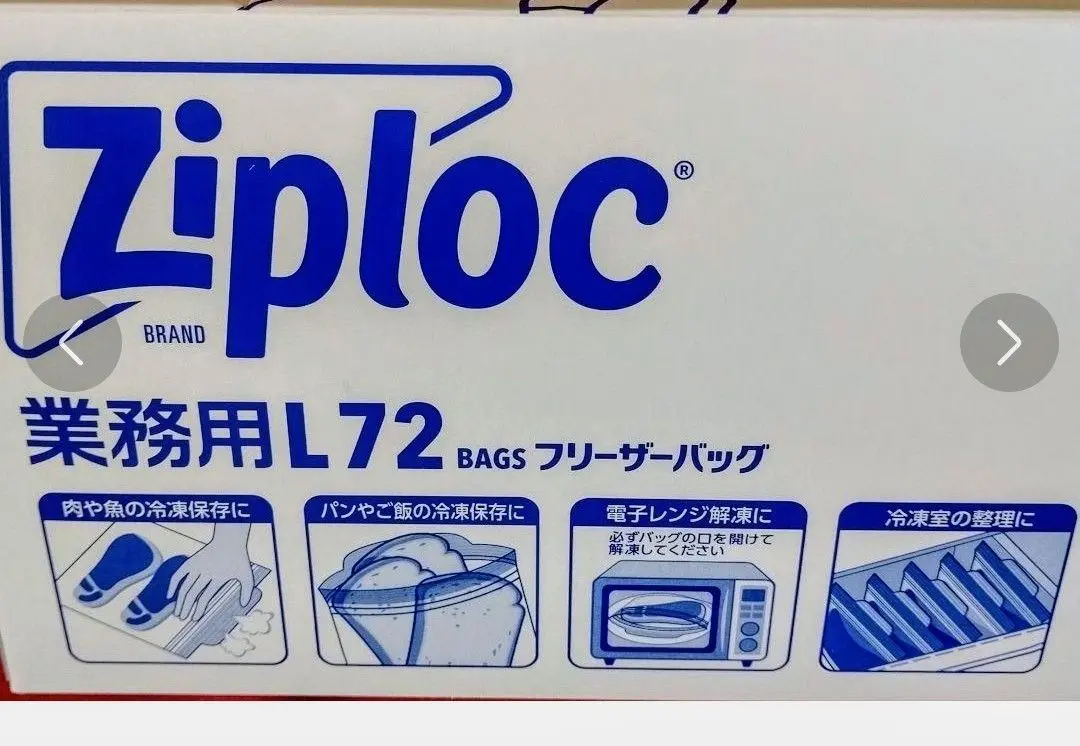 Ziploc®
BRAND
業務用L72 BAGS フリーザーバッグ
肉や魚の冷凍保存に
パンやご飯の冷凍保存に
電子レンジ解凍に
必ずバッグの口を開けて
解凍してください
冷凍室の整理に